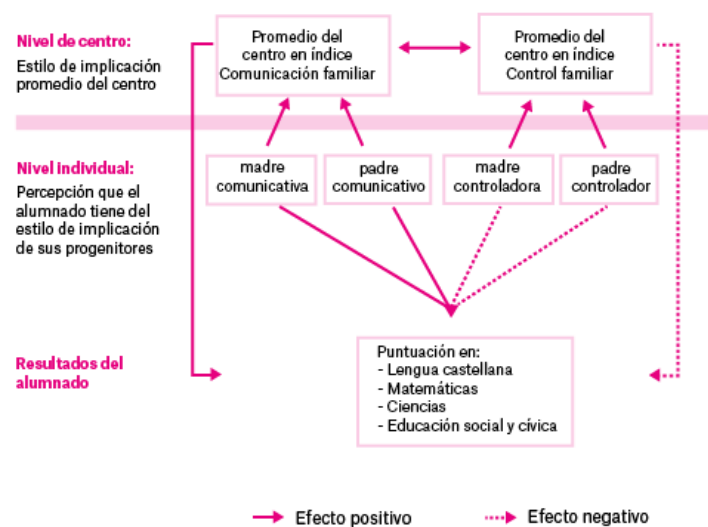 Nivel de centro:
Estilo de implicación
promedio del centro
Promedio del
centro en índice
Comunicación familiar
Promedio del
centro en índice
Control familiar
Nivel individual:
Percepción que el
alumnado tiene del
estilo de implicación
de sus progenitores
madre
comunicativa
padre
comunicativo
madre
controladora
padre
controlador
Resultados del
alumnado
Puntuación en:
- Lengua castellana
- Matemáticas
- Ciencias
- Educación social y cívica
Efecto positivo
Efecto negativo